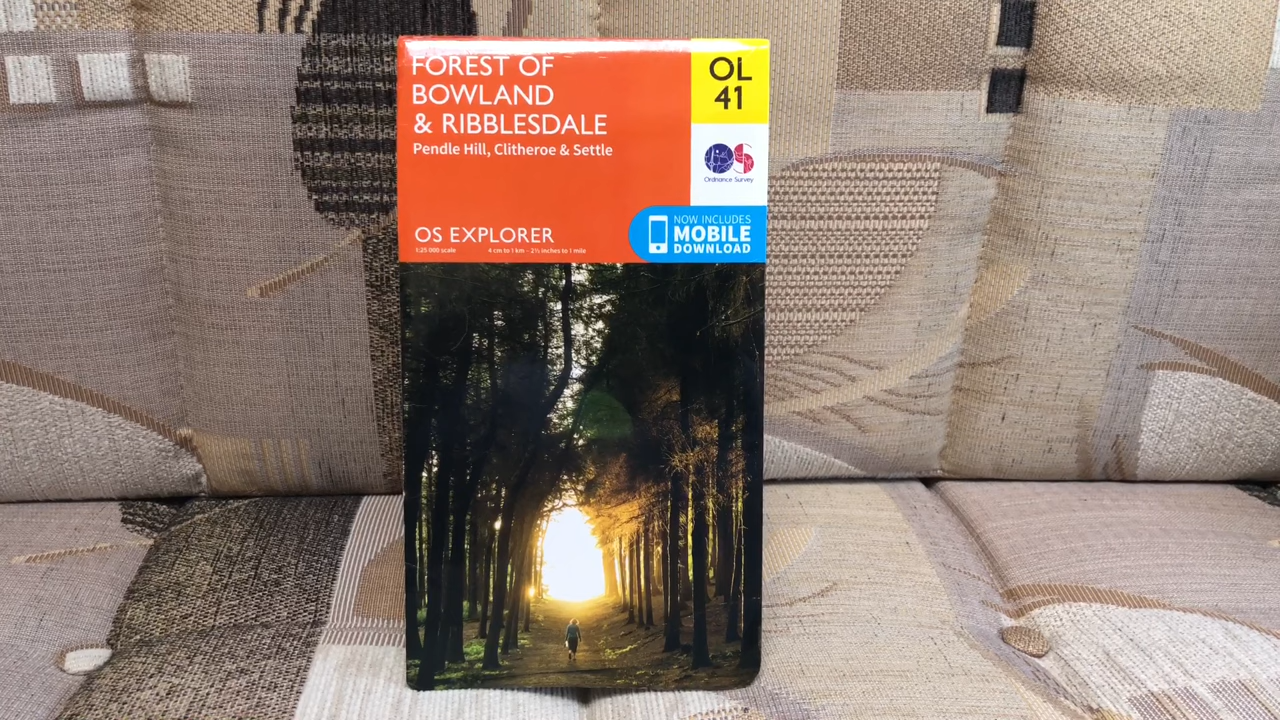 FOREST OF
BOWLAND
& RIBBLESDALE
Pendle Hill, Clitheroe & Settle
OS EXPLORER
1:25 000 scale 4 cm to 1 km – 2½ inches to 1 mile
OL
41
OS
Ordnance Survey
NOW INCLUDES
MOBILE
DOWNLOAD